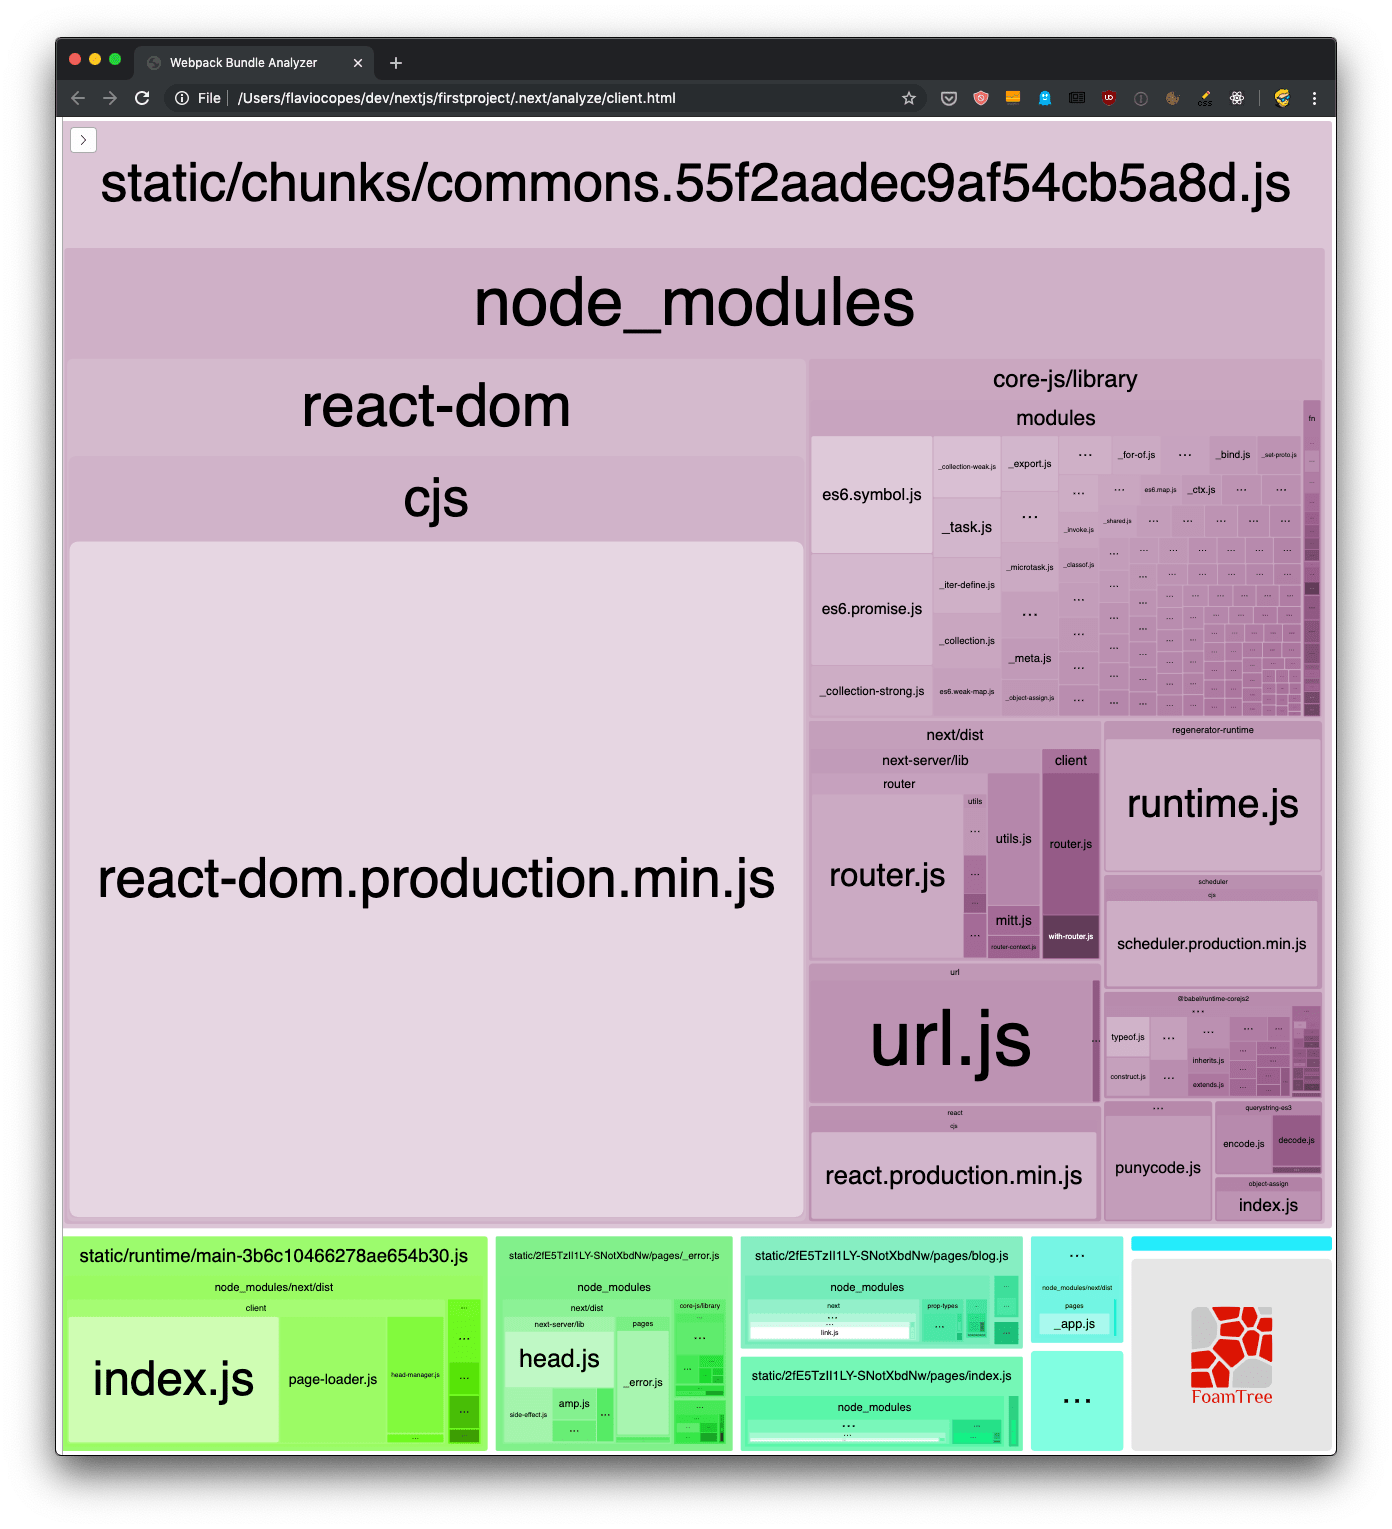 Webpack Bundle Analyzer
File
/Users/flaviocopes/dev/nextjs/firstproject/.next/analyze/client.html
static/chunks/commons.55f2aadec9af54cb5a8d.js
node_modules
react-dom
cjs
react-dom.production.min.js
core-js/library
modules
fn
es6.symbol.js
es6.promise.js
_collection-strong.js
_collection-weak.js
_task.js
_iter-define.js
_collection.js
es6.weak-map.js
_export.js
...
_microtask.js
...
_meta.js
_object-assign.js
...
_for-of.js
...
_bind.js
_set-proto.js
...
...
es6.map.js
_ctx.js
...
...
_invoke.js
_shared.js
_classof.js
next/dist
next-server/lib
client
router
utils
router.js
utils.js
mitt.js
router-context.js
router.js
with-router.js
regenerator-runtime
runtime.js
scheduler
cjs
scheduler.production.min.js
url
url.js
@babel/runtime-corejs2
...
typeof.js
construct.js
...
...
...
inherits.js
extends.js
react
cjs
react.production.min.js
...
punycode.js
querystring-es3
encode.js
decode.js
object-assign
index.js
static/runtime/main-3b6c10466278ae654b30.js
node_modules/next/dist
client
index.js
page-loader.js
head-manager.js
static/2fE5TzII1LY-SNotXbdNw/pages/_error.js
node_modules
next/dist
core-js/library
next-server/lib
pages
head.js
side-effect.js
amp.js
...
_error.js
static/2fE5TzII1LY-SNotXbdNw/pages/blog.js
node_modules
next
prop-types
link.js
static/2fE5TzII1LY-SNotXbdNw/pages/index.js
node_modules
...
node_modules/next/dist
pages
_app.js
...
FoamTree